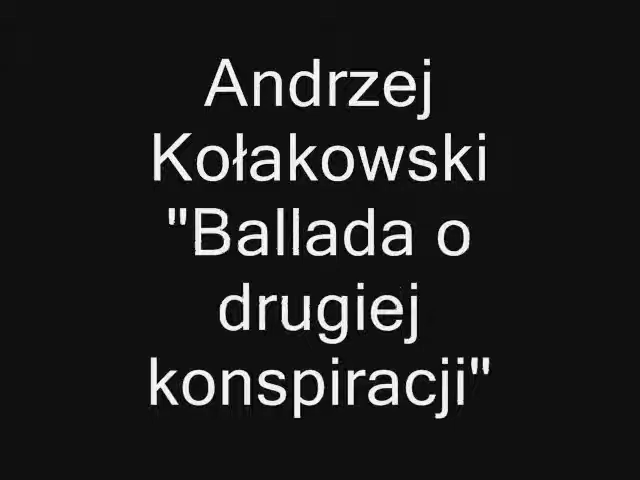 Andrzej
Kołakowski
"Ballada o
drugiej
konspiracji"